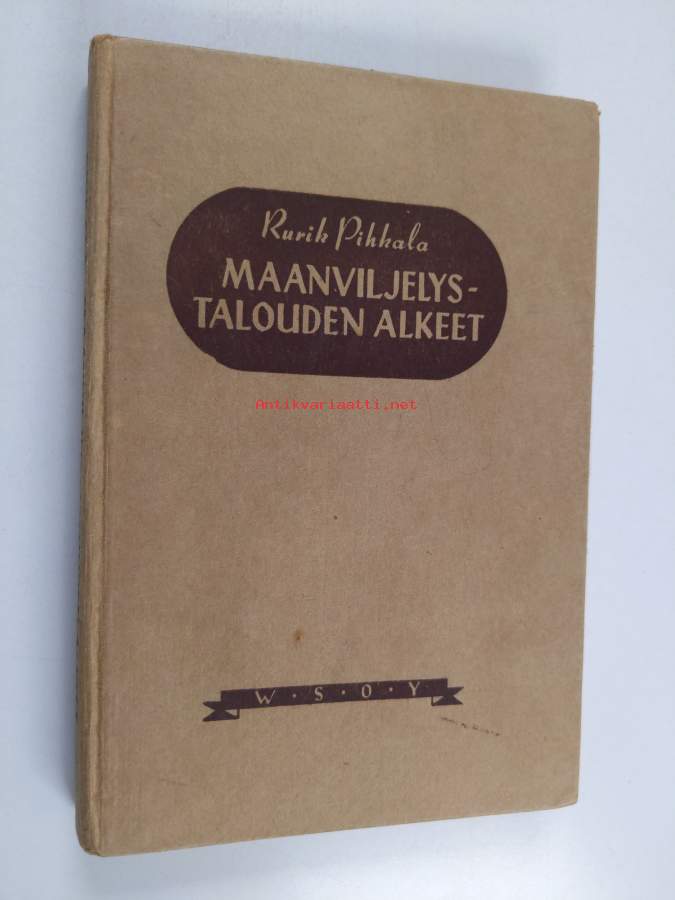 Rurik Pihkala
MAANVILJELYS-
TALOUDEN ALKEET
Antikvariaatti.net
W·S·O·Y